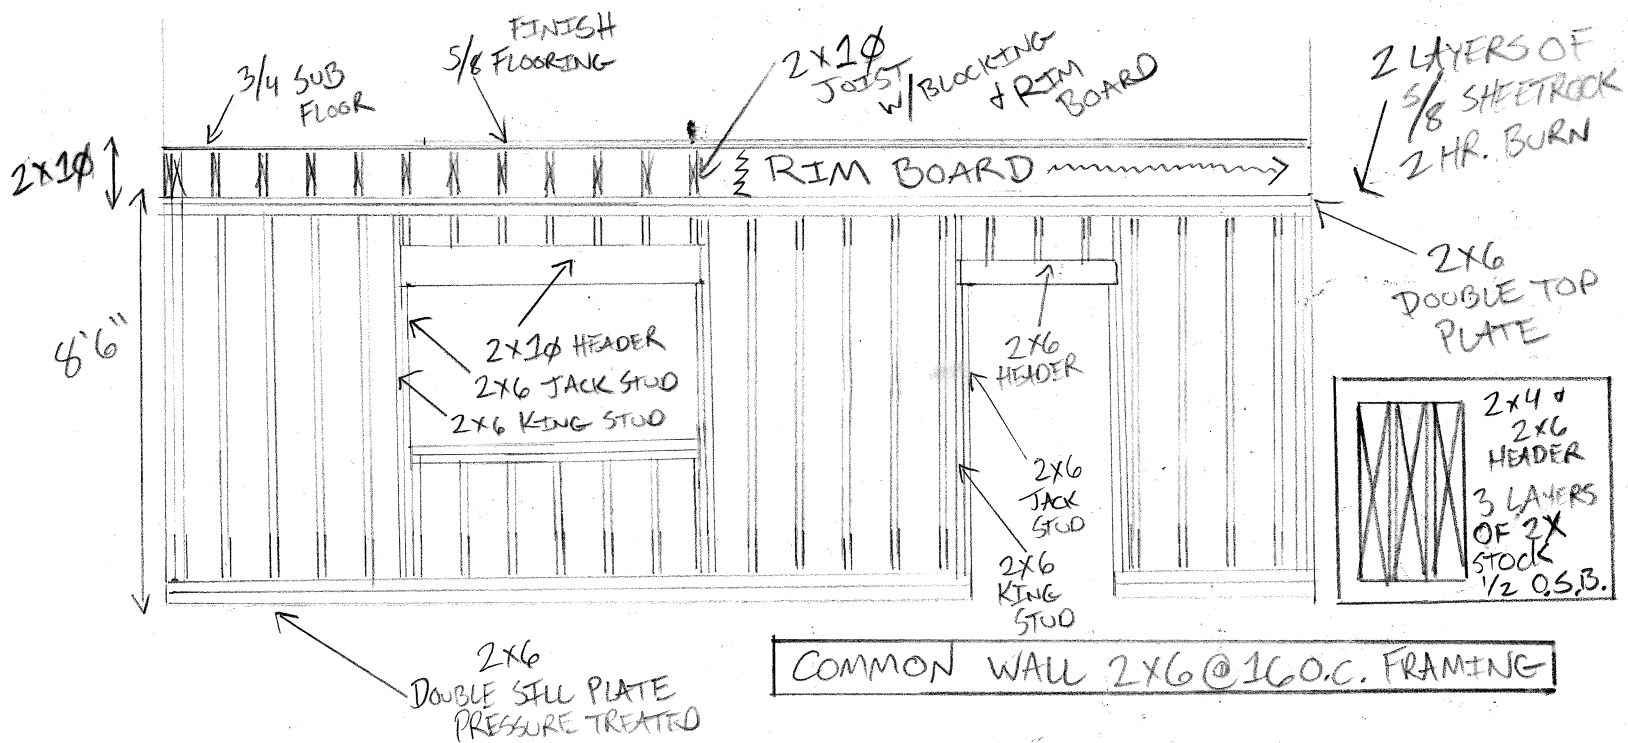 3/4 SUB
FLOOR
FINISH
5/8 FLOORING
2X1Ø
JOIST
W/BLOCKING
& RIM
BOARD
2 LAYERS OF
5/8 SHEETROCK
2 HR. BURN
2X1Ø
RIM BOARD
8'6"
2X1Ø HEADER
2X6 JACK STUD
2X6 KING STUD
2X6
HEADER
2X6
JACK
STUD
2X6
KING
STUD
2X6
DOUBLE TOP
PLATE
2X4 &
2X6
HEADER
3 LAYERS
OF 2X
STOCK
1/2 O.S.B.
2X6
DOUBLE SILL PLATE
PRESSURE TREATED
COMMON WALL 2X6@16O.C. FRAMING